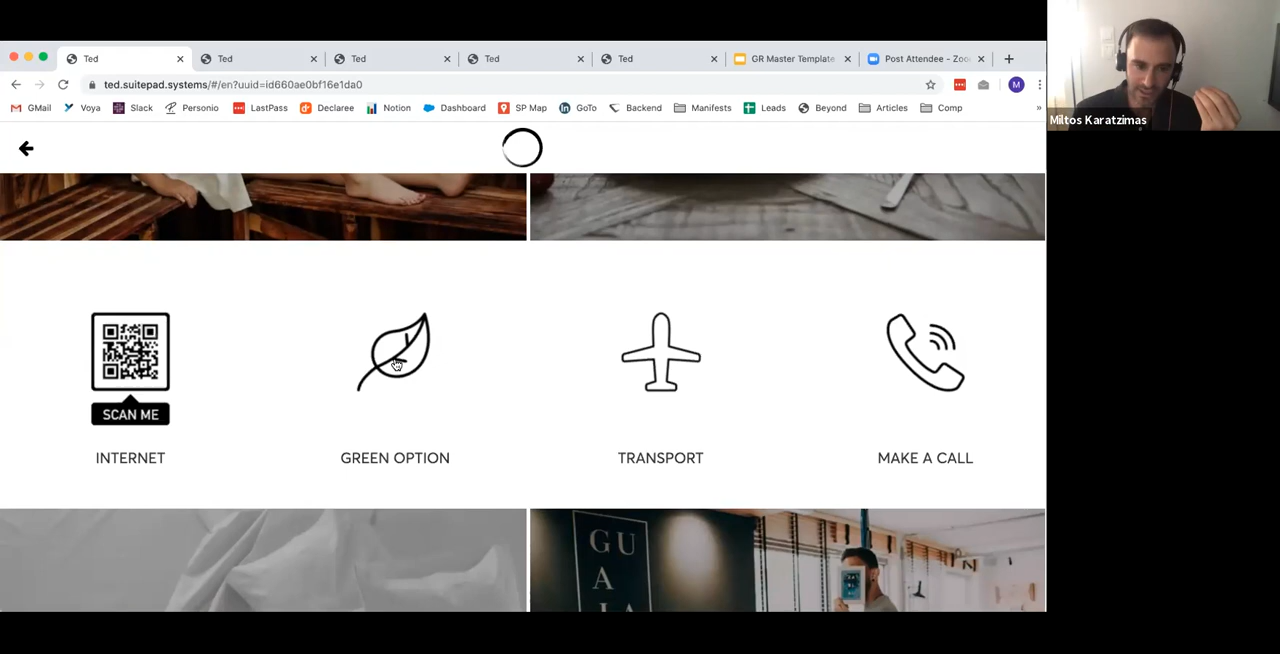 Ted Ted Ted Ted Ted GR Master Template Post Attendee - Zoo
ted.suitepad.systems/#/en?uuid=id660ae0bf16e1da0 M
GMail Voya Slack Personio LastPass Declaree Notion Dashboard SP Map GoTo Backend Manifests Leads Beyond Articles Comp »
Miltos Karatzimas
SCAN ME
INTERNET GREEN OPTION TRANSPORT MAKE A CALL
GU